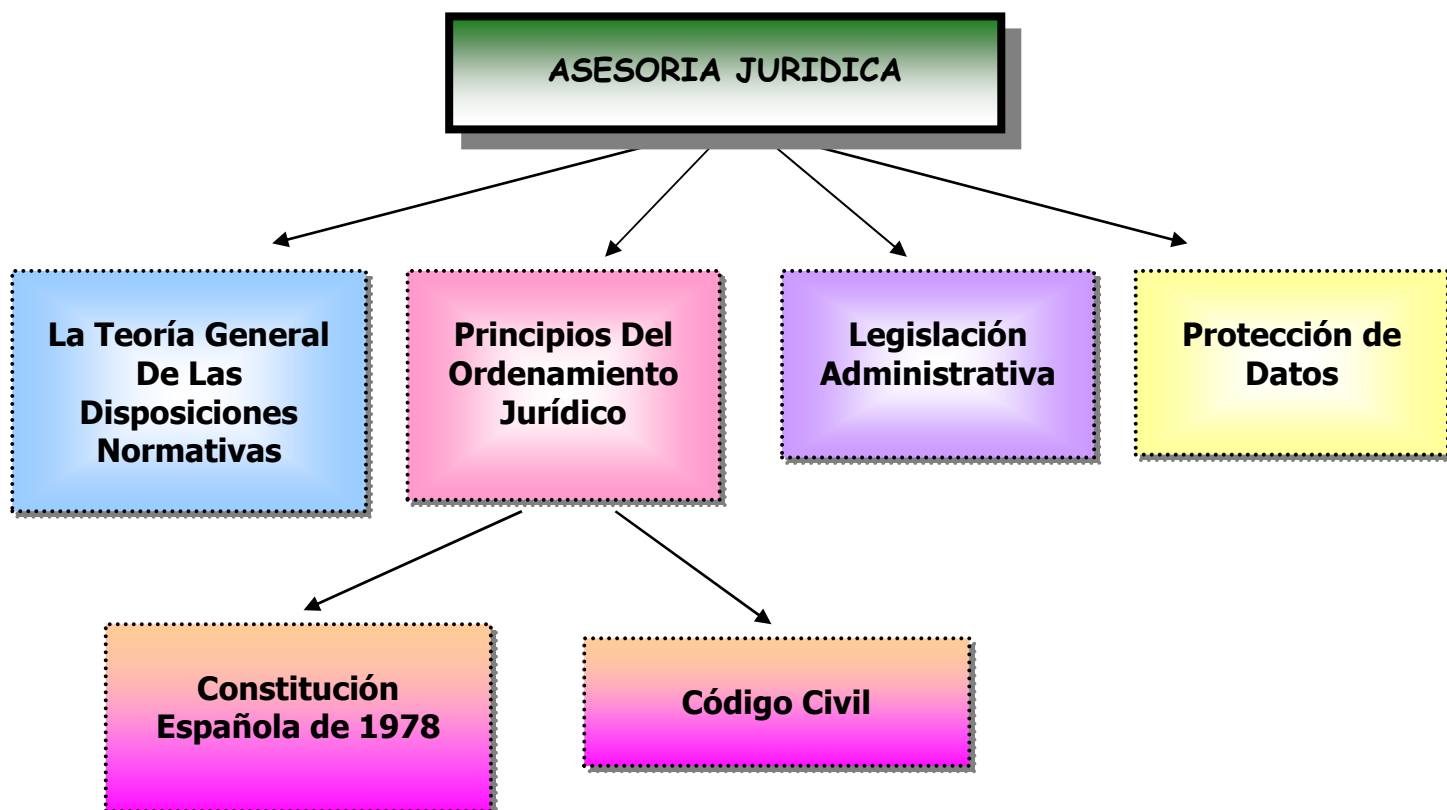 ASESORIA JURIDICA
La Teoría General
De Las
Disposiciones
Normativas
Principios Del
Ordenamiento
Jurídico
Legislación
Administrativa
Protección de
Datos
Constitución
Española de 1978
Código Civil